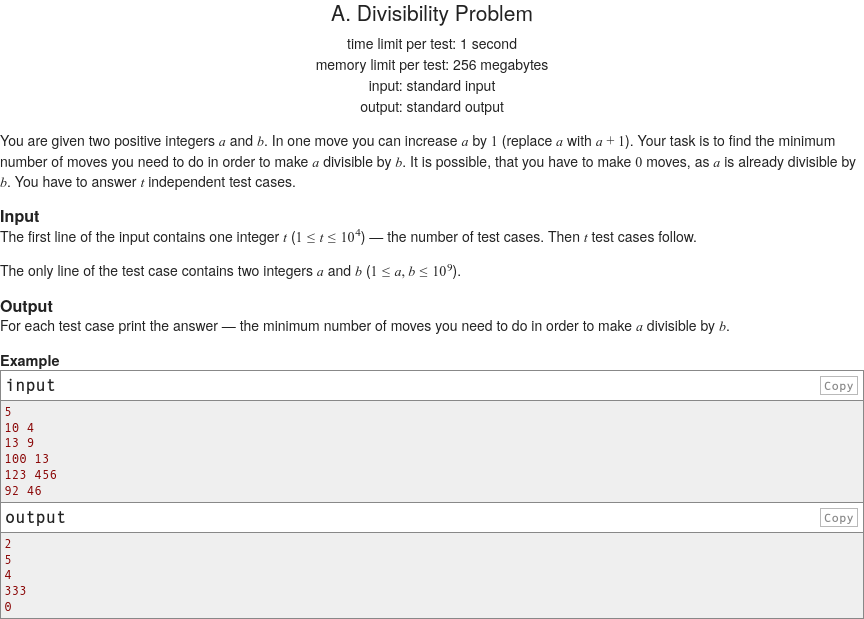 A. Divisibility Problem
time limit per test: 1 second
memory limit per test: 256 megabytes
input: standard input
output: standard output
You are given two positive integers a and b. In one move you can increase a by 1 (replace a with a + 1). Your task is to find the minimum
number of moves you need to do in order to make a divisible by b. It is possible, that you have to make 0 moves, as a is already divisible by
b. You have to answer t independent test cases.
Input
The first line of the input contains one integer t (1 ≤ t ≤ 10⁴) — the number of test cases. Then t test cases follow.
The only line of the test case contains two integers a and b (1 ≤ a, b ≤ 10⁹).
Output
For each test case print the answer — the minimum number of moves you need to do in order to make a divisible by b.
Example
input Copy
5
10 4
13 9
100 13
123 456
92 46
output Copy
2
5
4
333
0